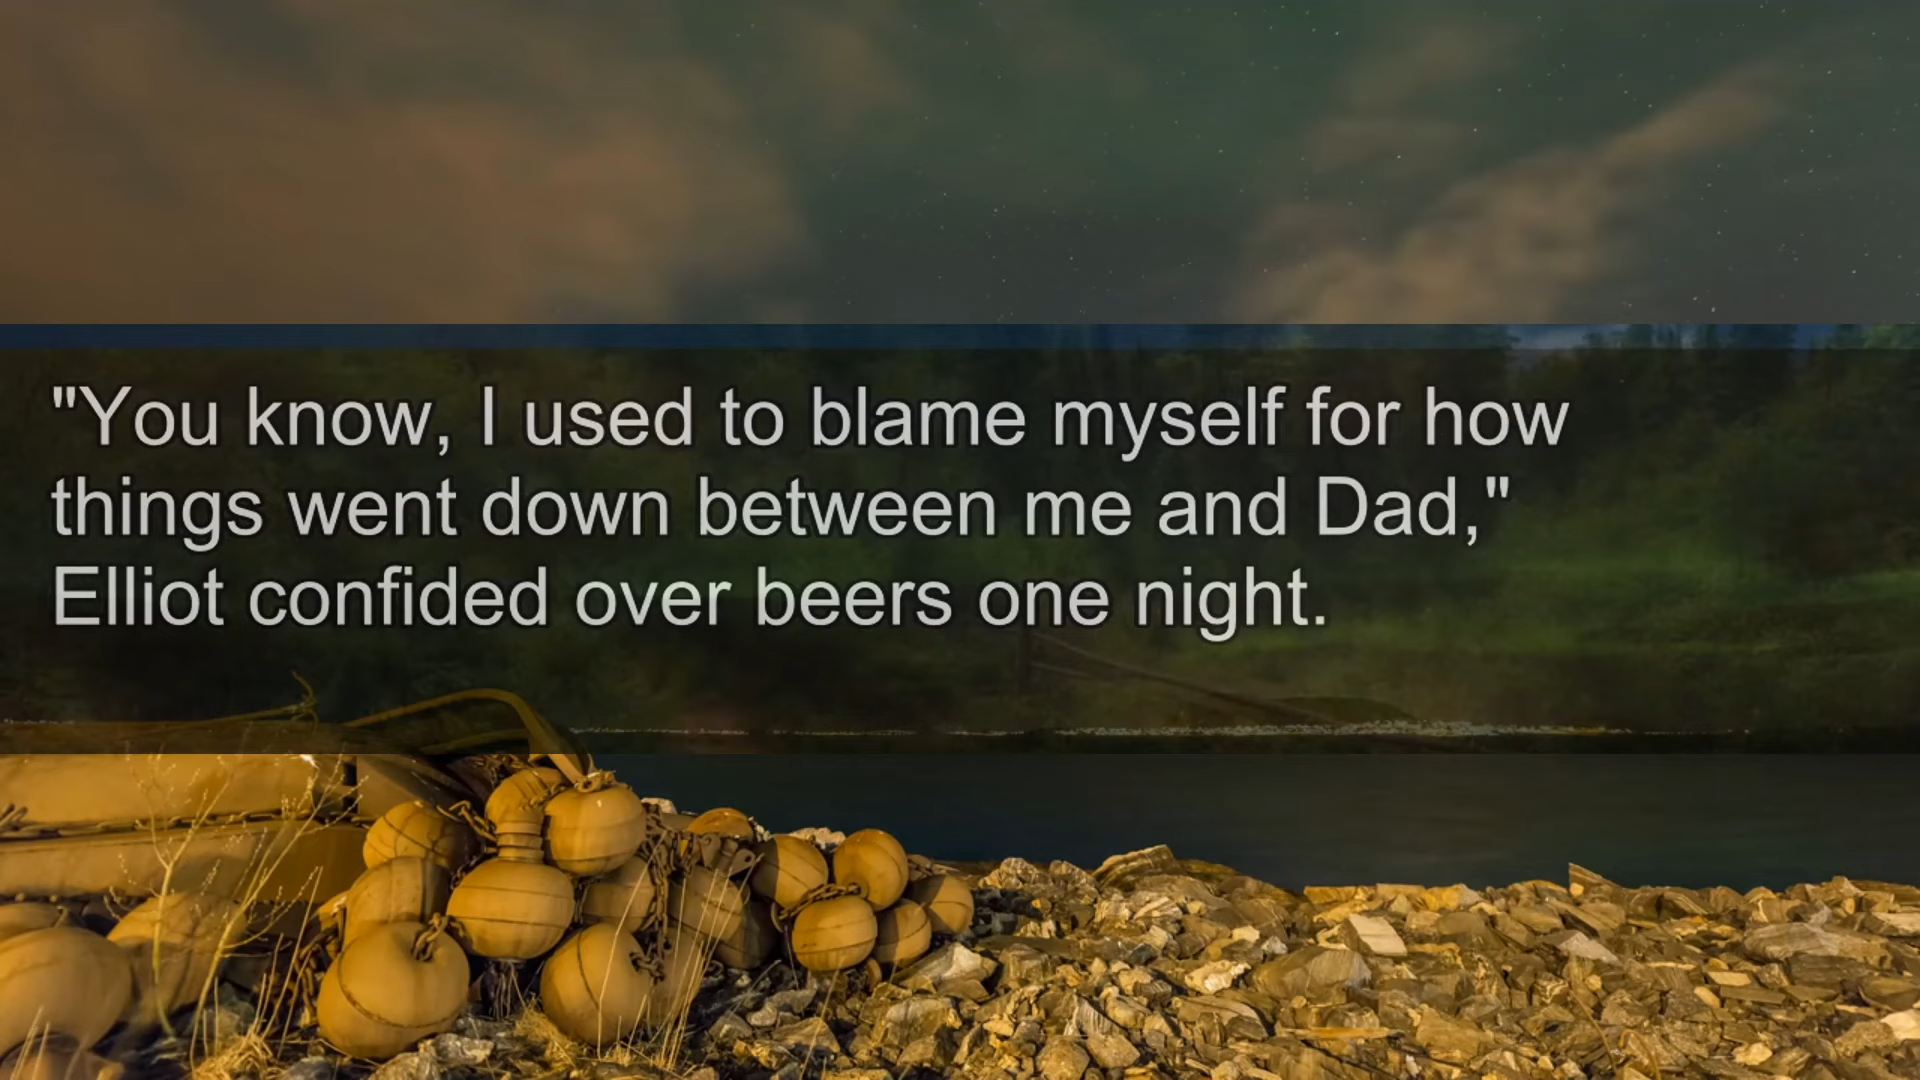 "You know, I used to blame myself for how
things went down between me and Dad,"
Elliot confided over beers one night.